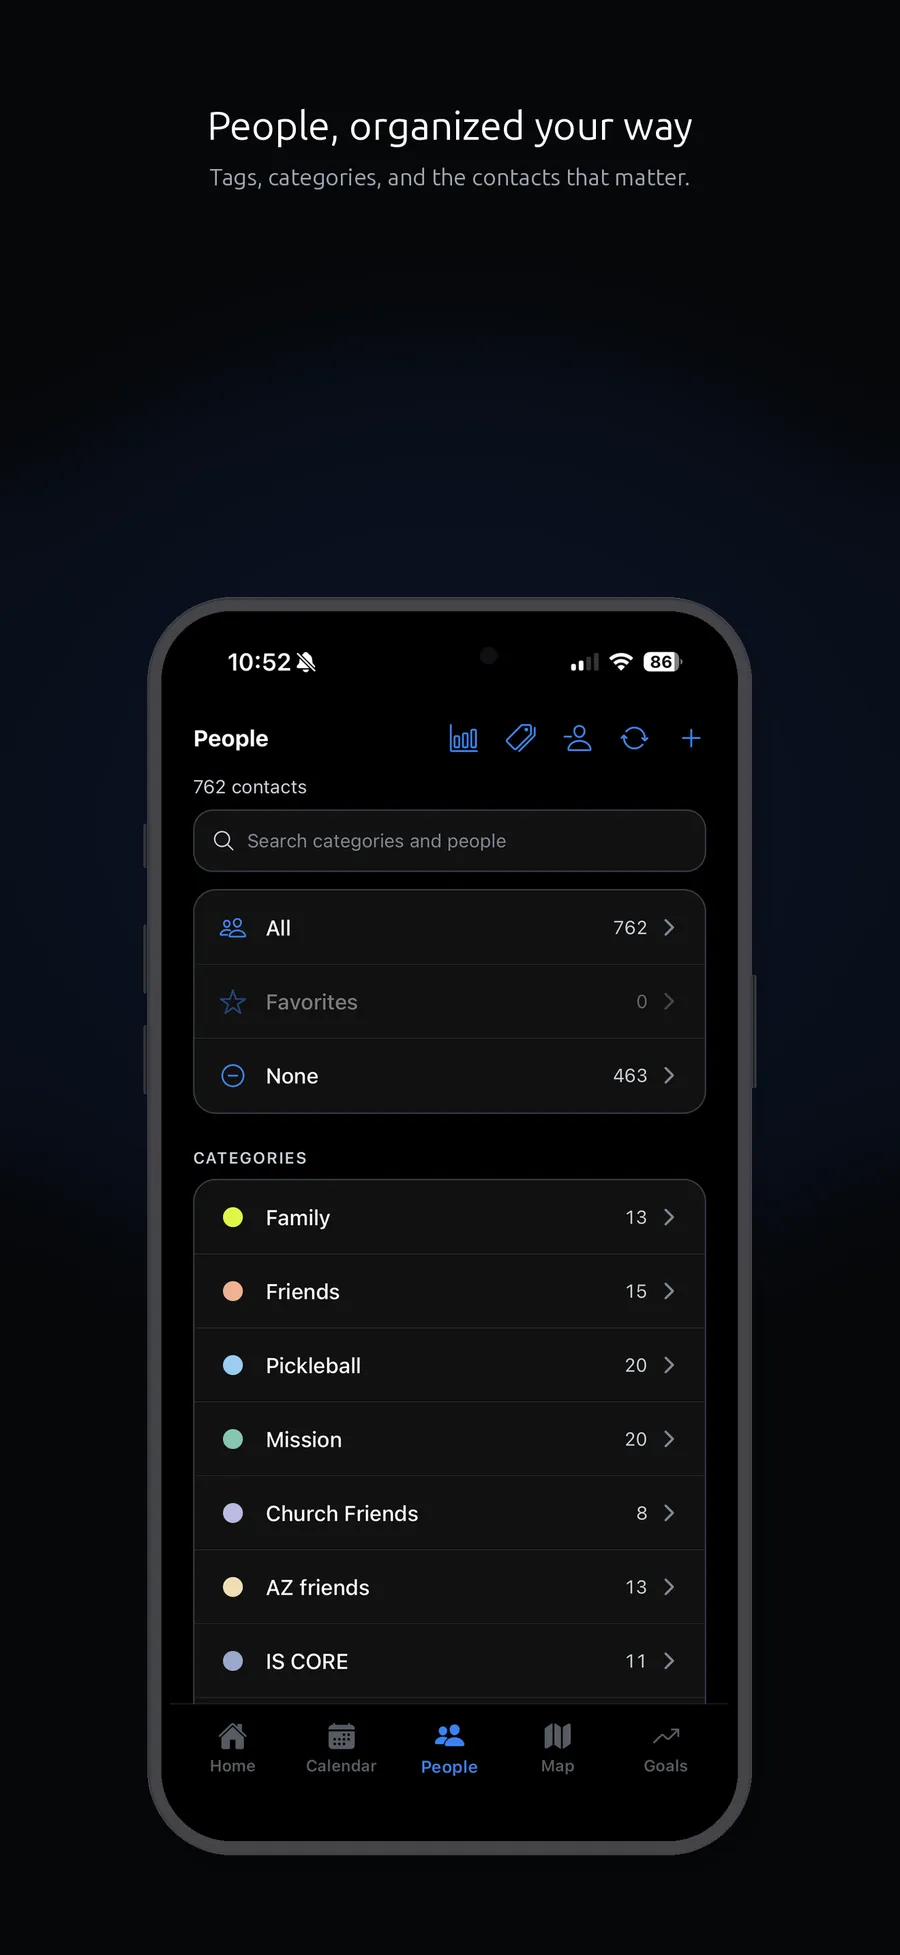 People, organized your way
Tags, categories, and the contacts that matter.
10:52 86
People
762 contacts
Search categories and people
All 762
Favorites 0
None 463
CATEGORIES
Family 13
Friends 15
Pickleball 20
Mission 20
Church Friends 8
AZ friends 13
IS CORE 11
Home Calendar People Map Goals